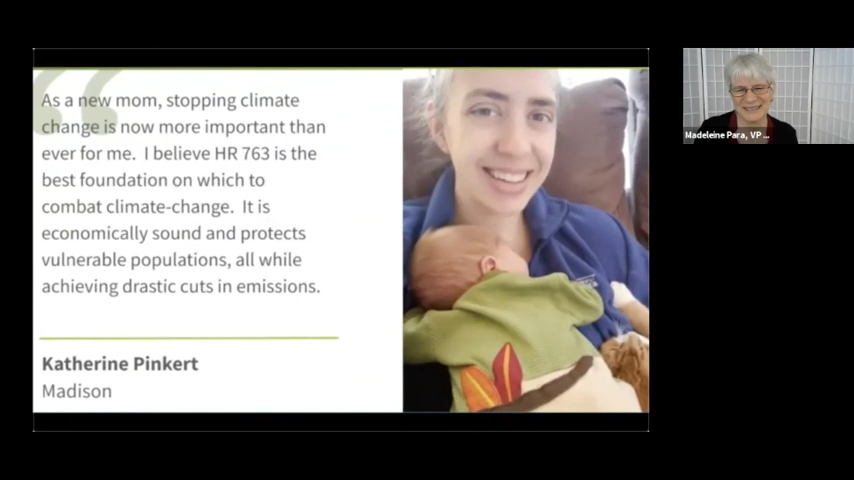 As a new mom, stopping climate
change is now more important than
ever for me. I believe HR 763 is the
best foundation on which to
combat climate-change. It is
economically sound and protects
vulnerable populations, all while
achieving drastic cuts in emissions.
Katherine Pinkert
Madison
Madeleine Para, VP ...